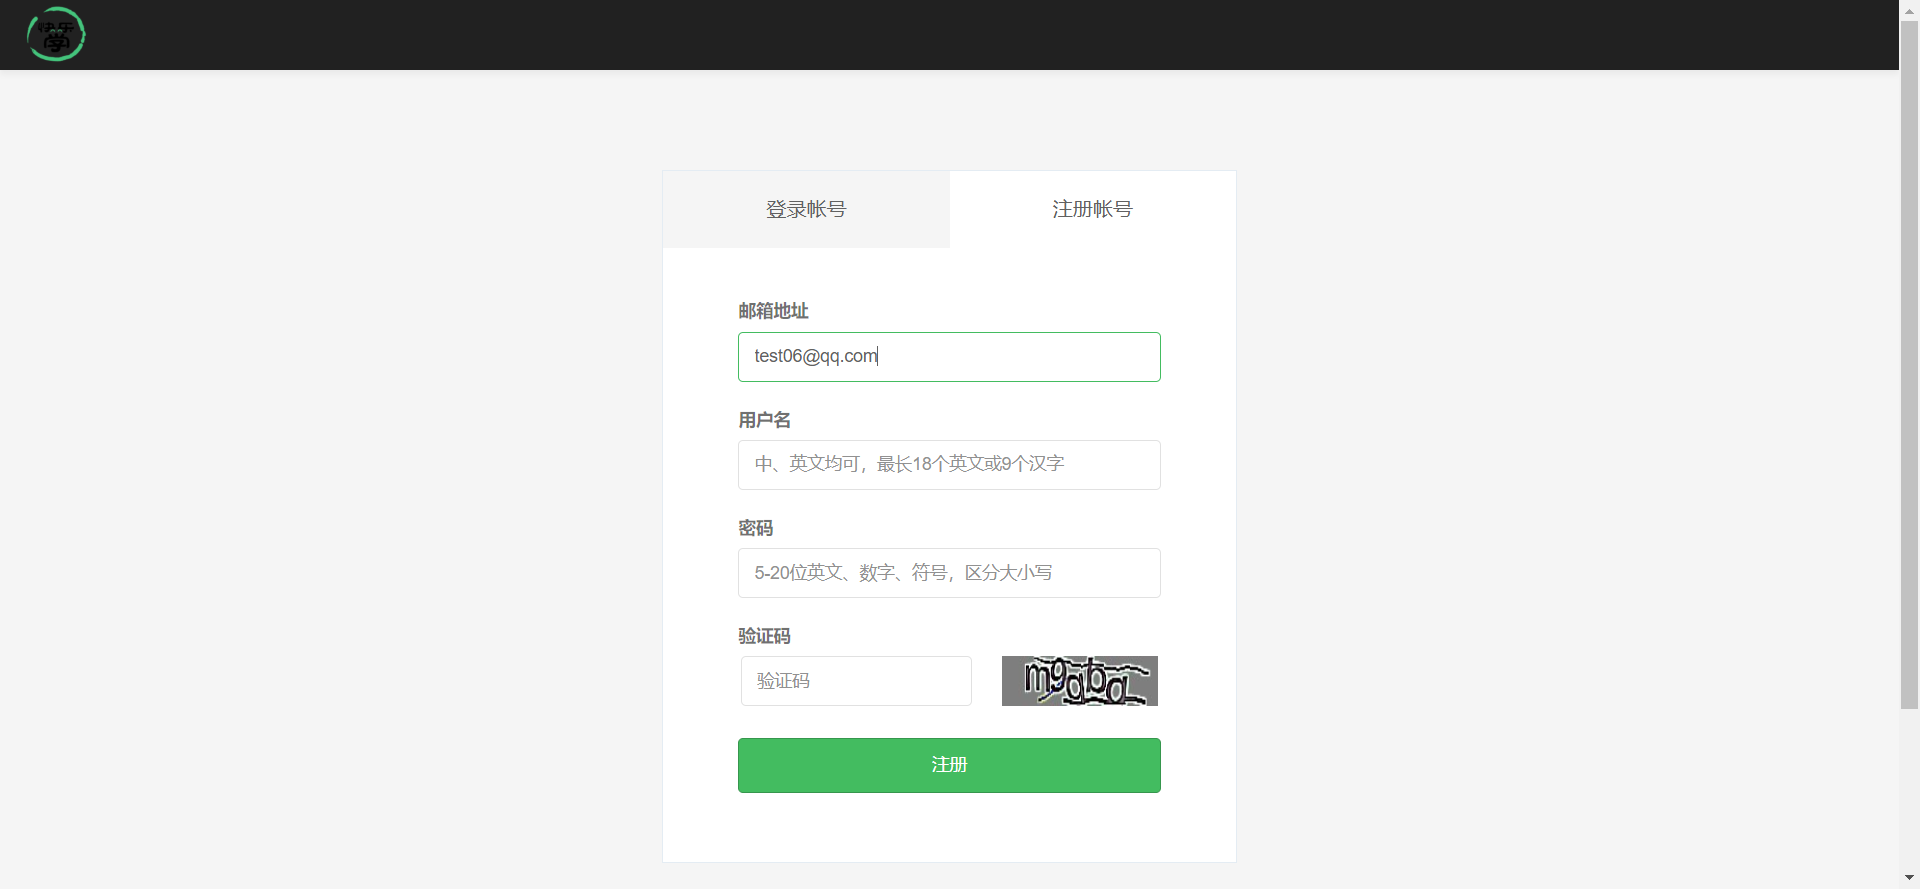 快乐
學
登录帐号
注册帐号
邮箱地址
test06@qq.com
用户名
中、英文均可，最长18个英文或9个汉字
密码
5-20位英文、数字、符号，区分大小写
验证码
验证码
注册